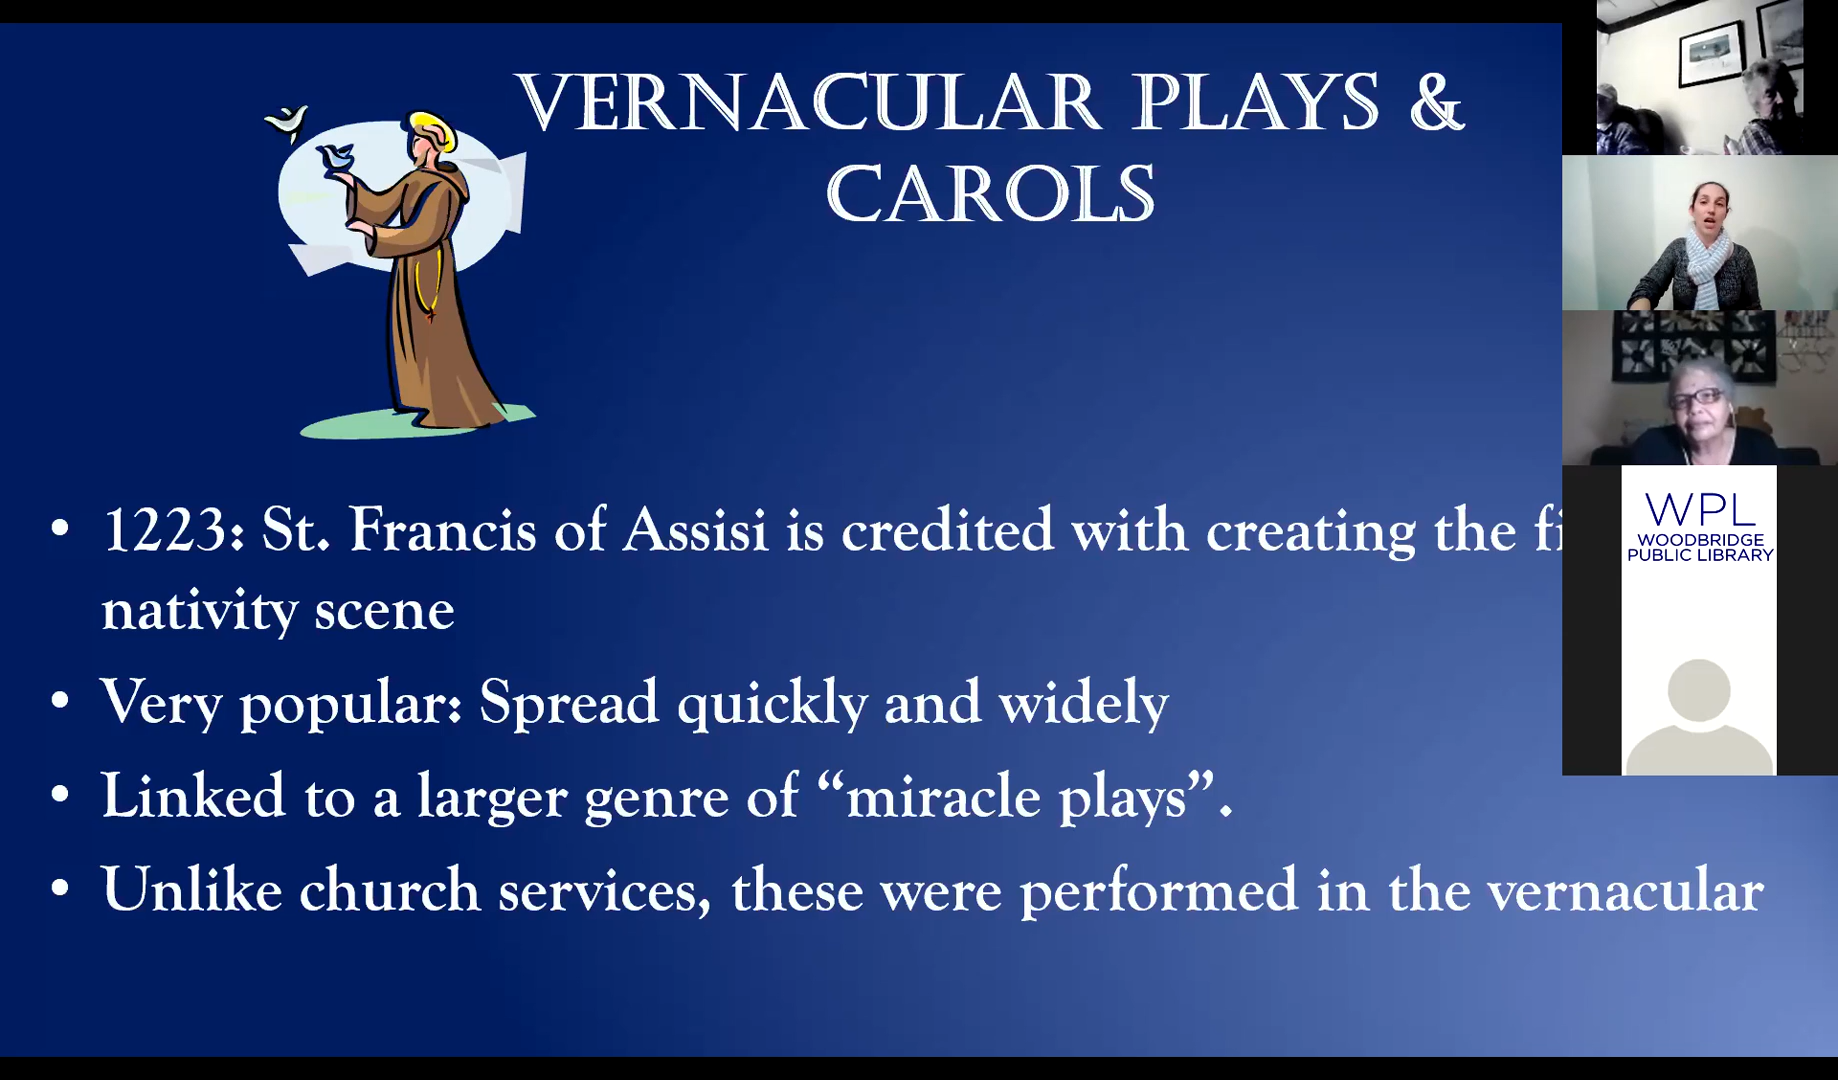 VERNACULAR PLAYS &
CAROLS
• 1223: St. Francis of Assisi is credited with creating the
nativity scene
• Very popular: Spread quickly and widely
• Linked to a larger genre of “miracle plays”.
• Unlike church services, these were performed in the vernacular
WPL
WOODBRIDGE
PUBLIC LIBRARY